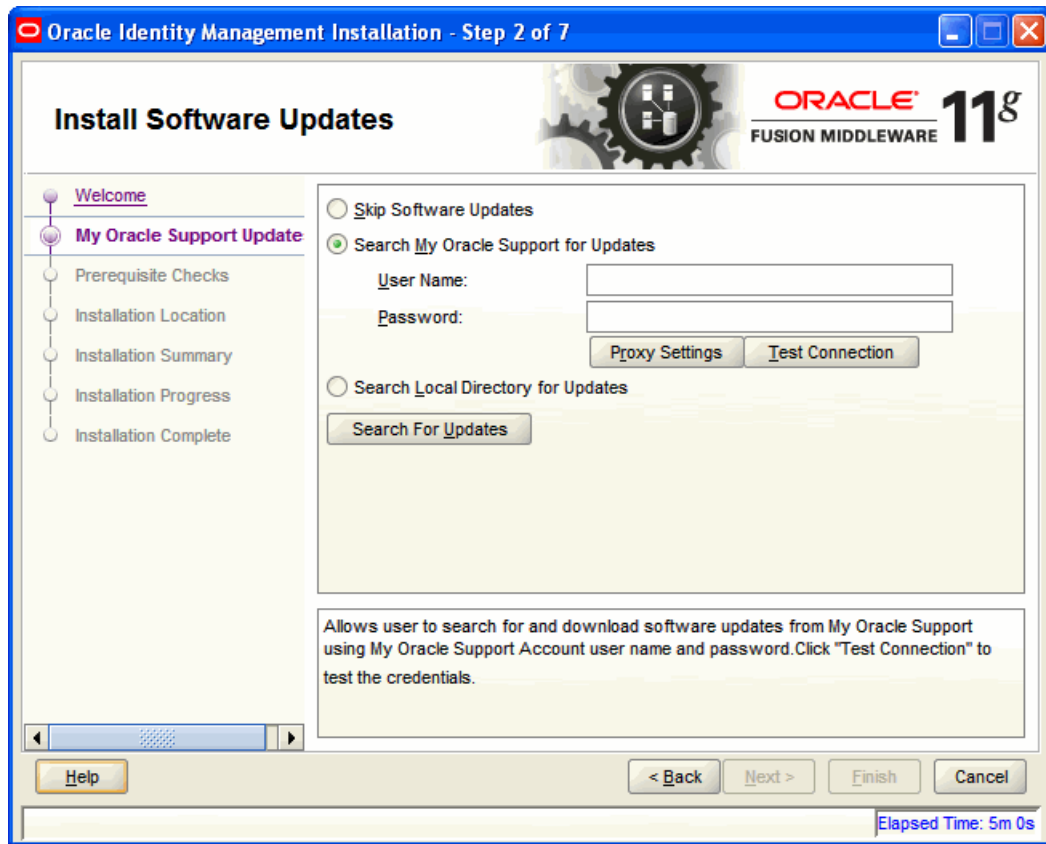 Oracle Identity Management Installation - Step 2 of 7
Install Software Updates
ORACLE
FUSION MIDDLEWARE
11g
Welcome
My Oracle Support Update
Prerequisite Checks
Installation Location
Installation Summary
Installation Progress
Installation Complete
Skip Software Updates
Search My Oracle Support for Updates
User Name:
Password:
Proxy Settings
Test Connection
Search Local Directory for Updates
Search For Updates
Allows user to search for and download software updates from My Oracle Support
using My Oracle Support Account user name and password.Click "Test Connection" to
test the credentials.
Help
< Back
Next >
Finish
Cancel
Elapsed Time: 5m 0s